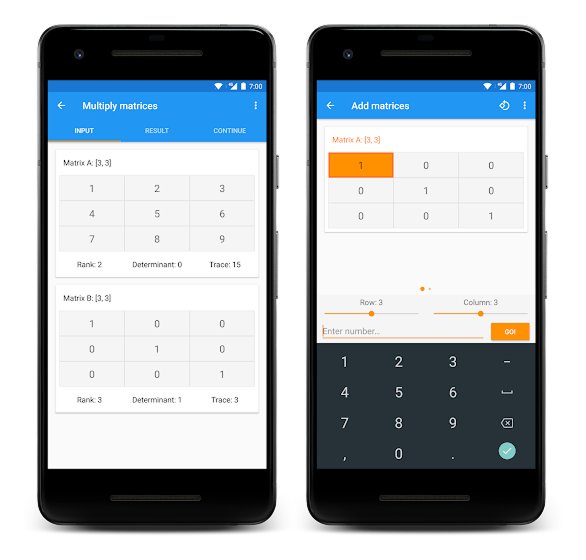 7:00
Multiply matrices
INPUT RESULT CONTINUE
Matrix A: [3, 3]
1 2 3
4 5 6
7 8 9
Rank: 2 Determinant: 0 Trace: 15
Matrix B: [3, 3]
1 0 0
0 1 0
0 0 1
Rank: 3 Determinant: 1 Trace: 3
7:00
Add matrices
Matrix A: [3, 3]
1 0 0
0 1 0
0 0 1
Row: 3 Column: 3
Enter number... GO!
1 2 3 –
4 5 6
7 8 9
, 0 .